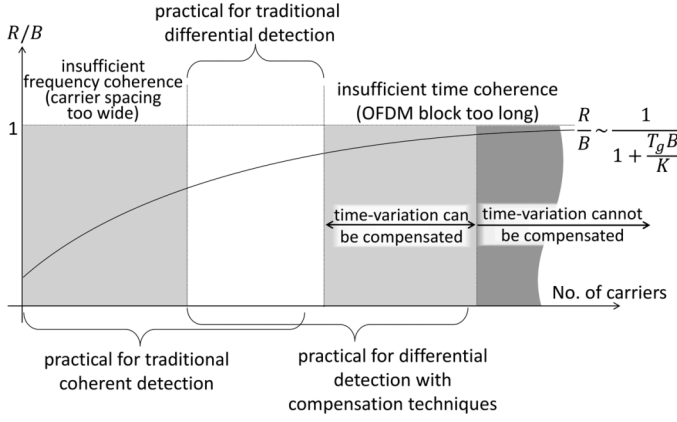 practical for traditional
differential detection
R/B
insufficient
frequency coherence
(carrier spacing
too wide)
insufficient time coherence
(OFDM block too long)
1
R/B ~ 1/(1 + T_g B/K)
time-variation can
be compensated
time-variation cannot
be compensated
No. of carriers
practical for traditional
coherent detection
practical for differential
detection with
compensation techniques